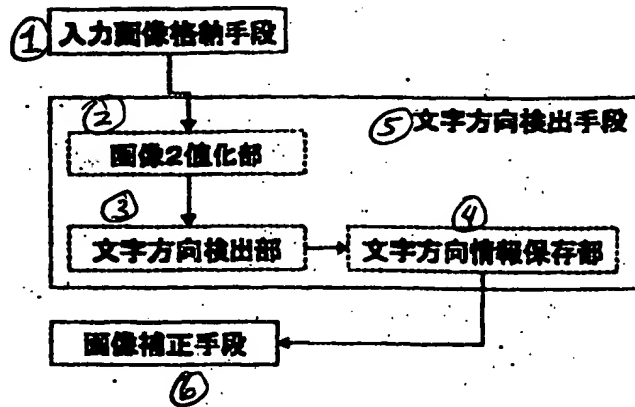 ① 入力画像格納手段
②
⑤ 文字方向検出手段
画像2値化部
③
④
文字方向検出部
文字方向情報保存部
画像補正手段
⑥